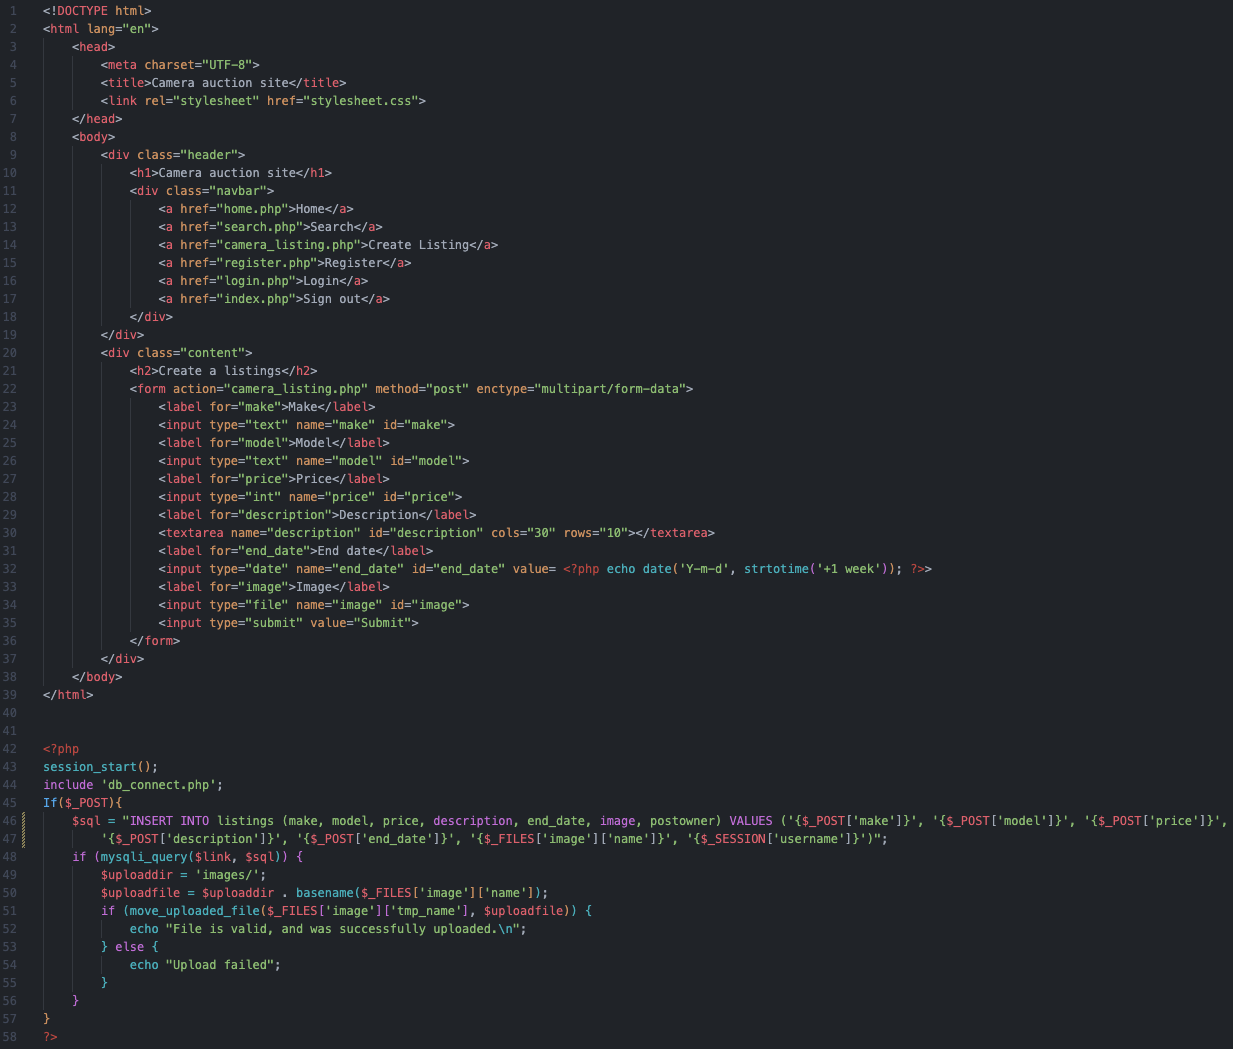 1 <!DOCTYPE html>
2 <html lang="en">
3     <head>
4         <meta charset="UTF-8">
5         <title>Camera auction site</title>
6         <link rel="stylesheet" href="stylesheet.css">
7     </head>
8     <body>
9         <div class="header">
10             <h1>Camera auction site</h1>
11             <div class="navbar">
12                 <a href="home.php">Home</a>
13                 <a href="search.php">Search</a>
14                 <a href="camera_listing.php">Create Listing</a>
15                 <a href="register.php">Register</a>
16                 <a href="login.php">Login</a>
17                 <a href="index.php">Sign out</a>
18             </div>
19         </div>
20         <div class="content">
21             <h2>Create a listings</h2>
22             <form action="camera_listing.php" method="post" enctype="multipart/form-data">
23                 <label for="make">Make</label>
24                 <input type="text" name="make" id="make">
25                 <label for="model">Model</label>
26                 <input type="text" name="model" id="model">
27                 <label for="price">Price</label>
28                 <input type="int" name="price" id="price">
29                 <label for="description">Description</label>
30                 <textarea name="description" id="description" cols="30" rows="10"></textarea>
31                 <label for="end_date">End date</label>
32                 <input type="date" name="end_date" id="end_date" value= <?php echo date('Y-m-d', strtotime('+1 week')); ?>>
33                 <label for="image">Image</label>
34                 <input type="file" name="image" id="image">
35                 <input type="submit" value="Submit">
36             </form>
37         </div>
38     </body>
39 </html>
40
41
42 <?php
43 session_start();
44 include 'db_connect.php';
45 If($_POST){
46     $sql = "INSERT INTO listings (make, model, price, description, end_date, image, postowner) VALUES ('{$_POST['make']}', '{$_POST['model']}', '{$_POST['price']}',
47         '{$_POST['description']}', '{$_POST['end_date']}', '{$_FILES['image']['name']}', '{$_SESSION['username']}')";
48     if (mysqli_query($link, $sql)) {
49         $uploaddir = 'images/';
50         $uploadfile = $uploaddir . basename($_FILES['image']['name']);
51         if (move_uploaded_file($_FILES['image']['tmp_name'], $uploadfile)) {
52             echo "File is valid, and was successfully uploaded.\n";
53         } else {
54             echo "Upload failed";
55         }
56     }
57 }
58 ?>